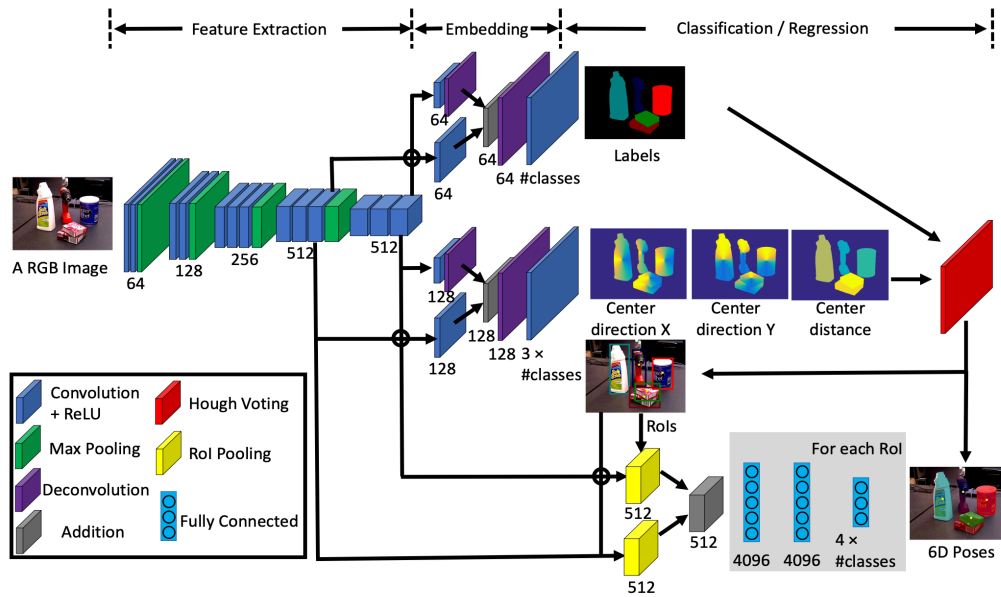 Feature Extraction
Embedding
Classification / Regression
64
64
64
64 #classes
Labels
A RGB Image
64
128
256
512
512
128
128
128
128
3 ×
#classes
Center
direction X
Center
direction Y
Center
distance
RoIs
512
512
512
For each RoI
4096
4096
4 ×
#classes
6D Poses
Convolution
+ ReLU
Hough Voting
Max Pooling
RoI Pooling
Deconvolution
Addition
Fully Connected